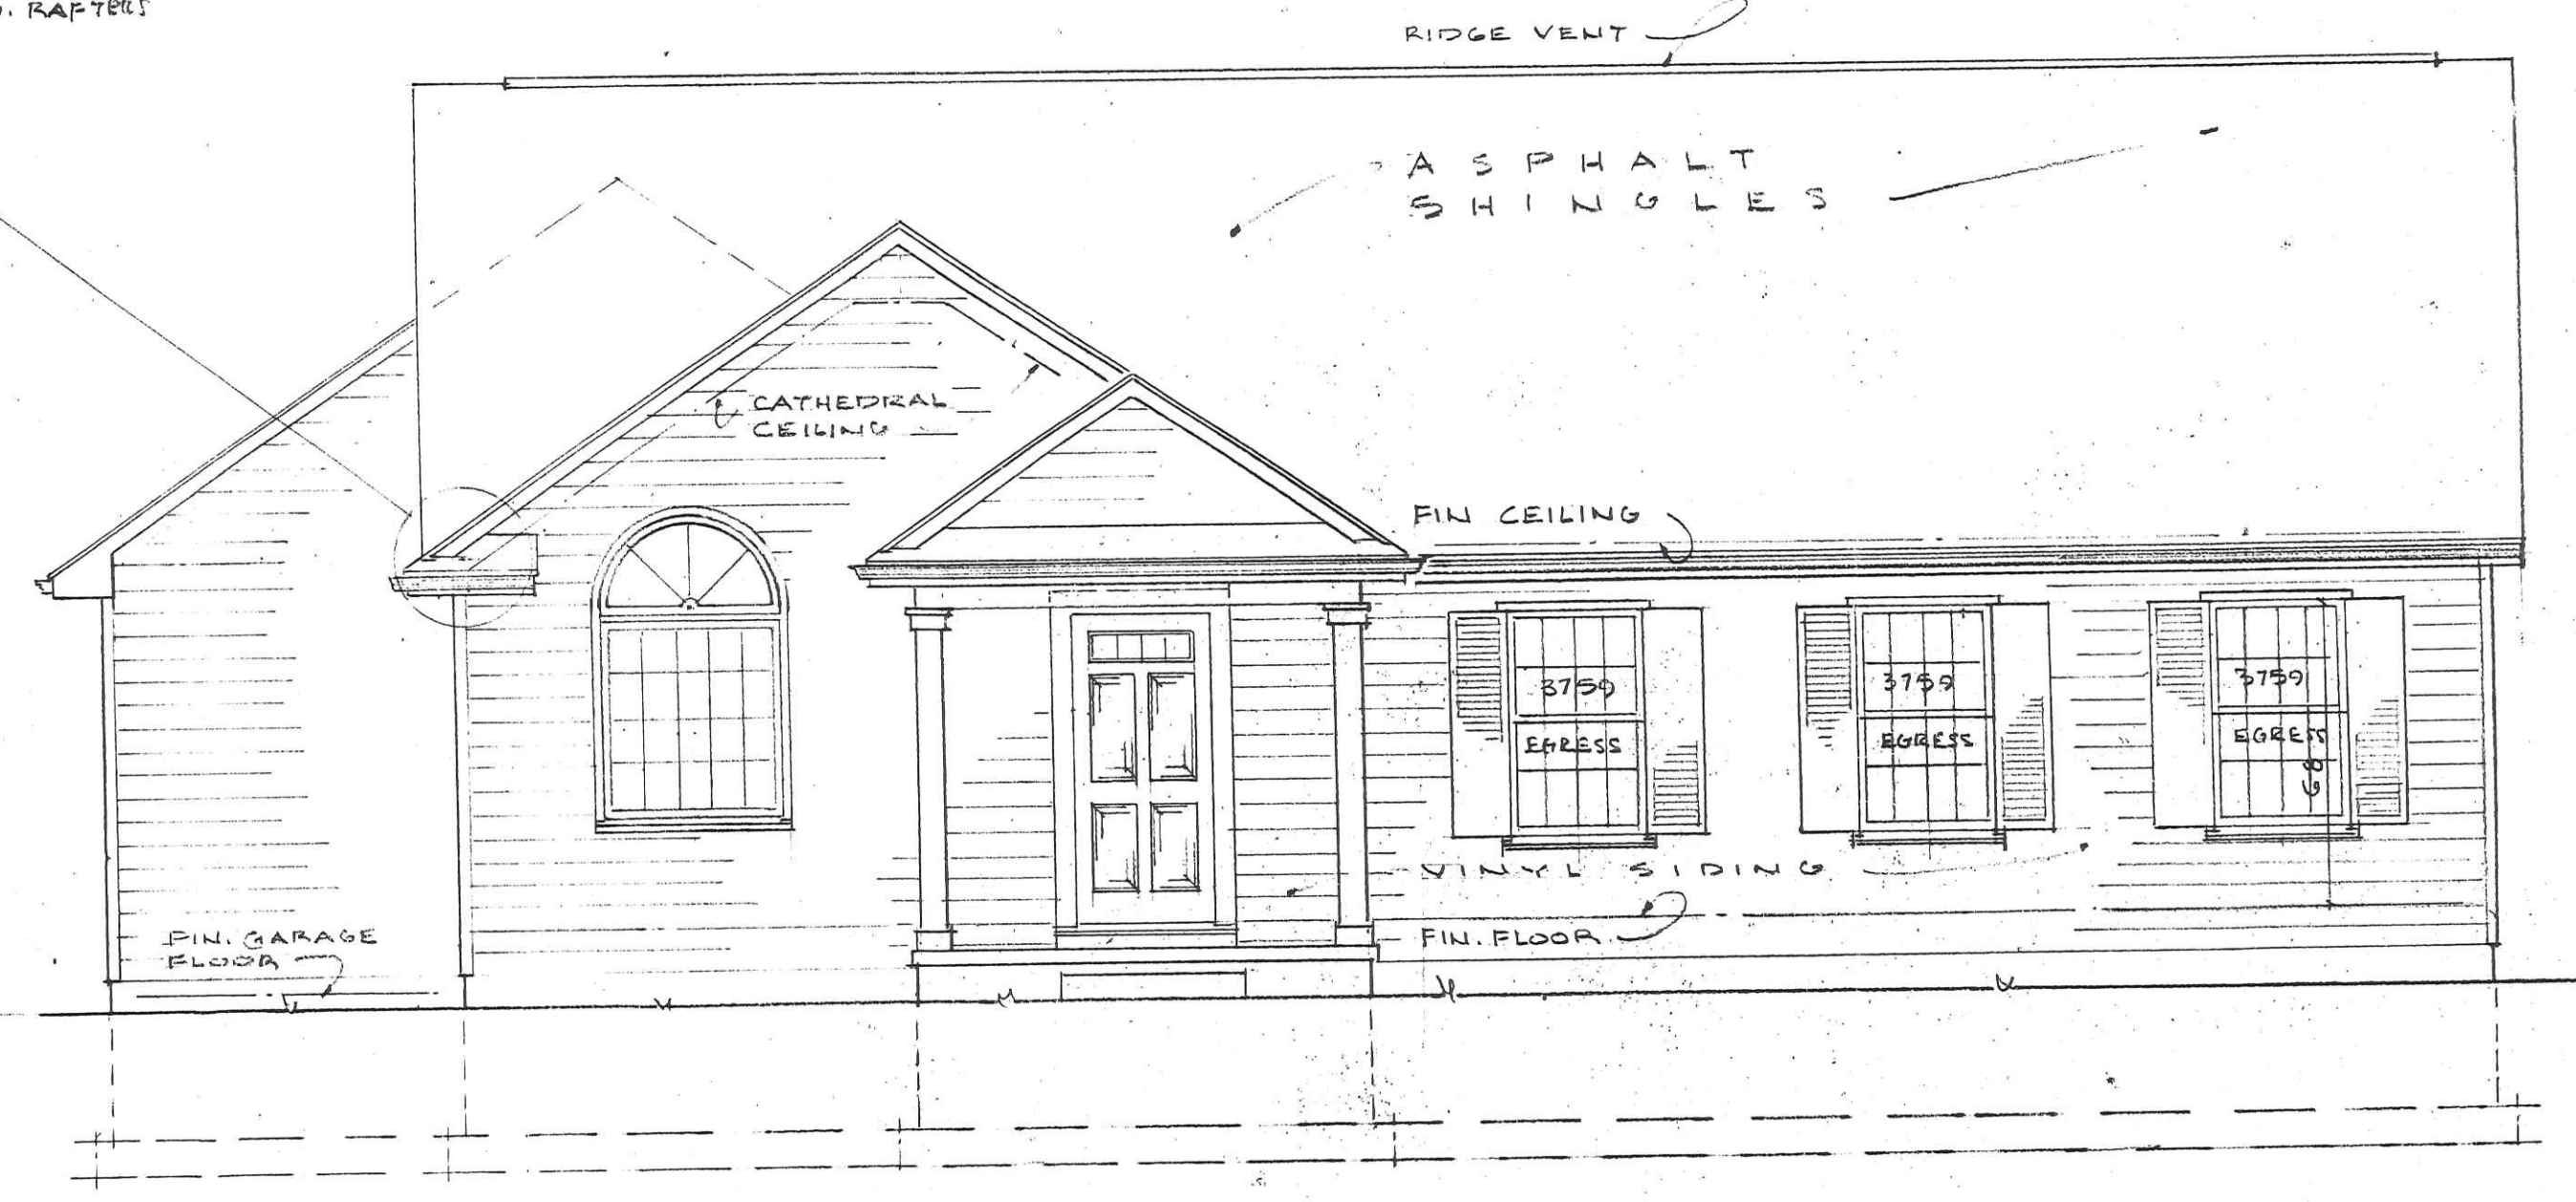 RAFTERS
RIDGE VENT
ASPHALT
SHINGLES
CATHEDRAL
CEILING
FIN CEILING
3759
EGRESS
3759
EGRESS
3759
EGRESS
68
VINYL SIDING
FIN. FLOOR
FIN. GARAGE
FLOOR